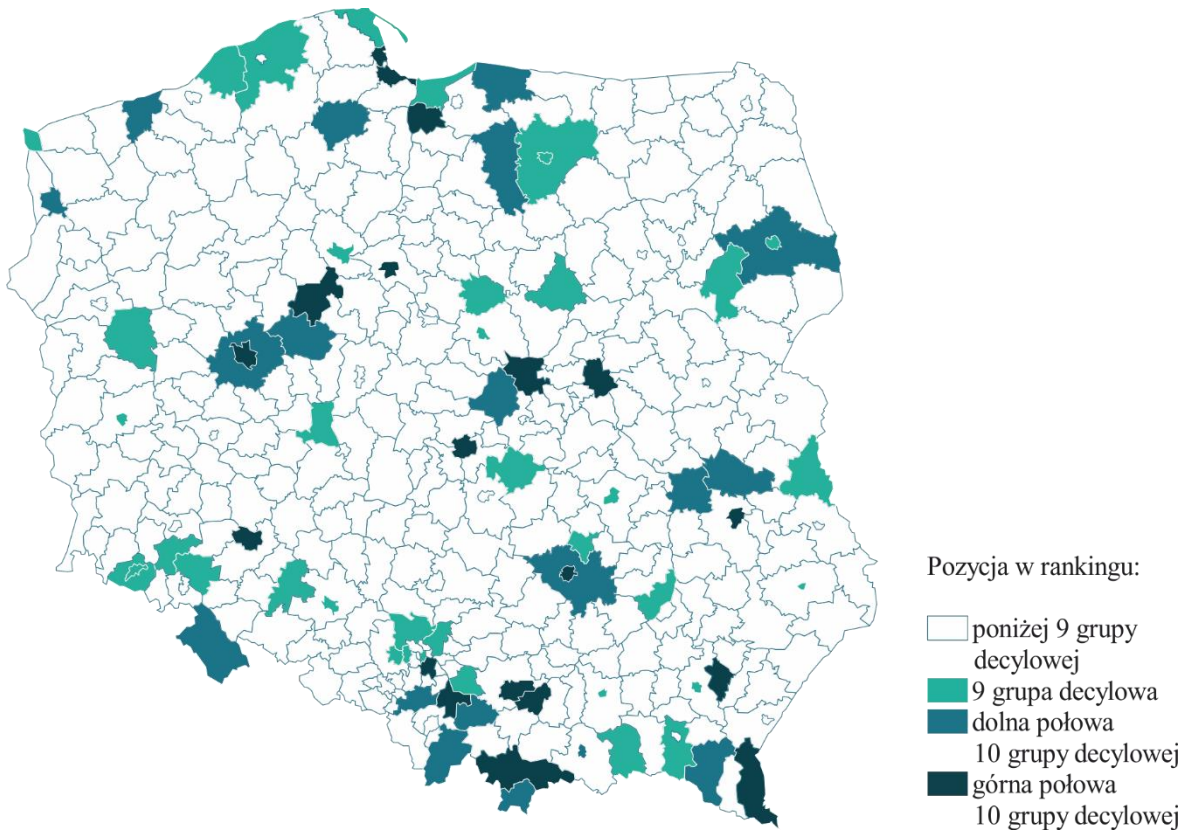 Pozycja w rankingu:
poniżej 9 grupy
decylowej
9 grupa decylowa
dolna połowa
10 grupy decylowej
górna połowa
10 grupy decylowej